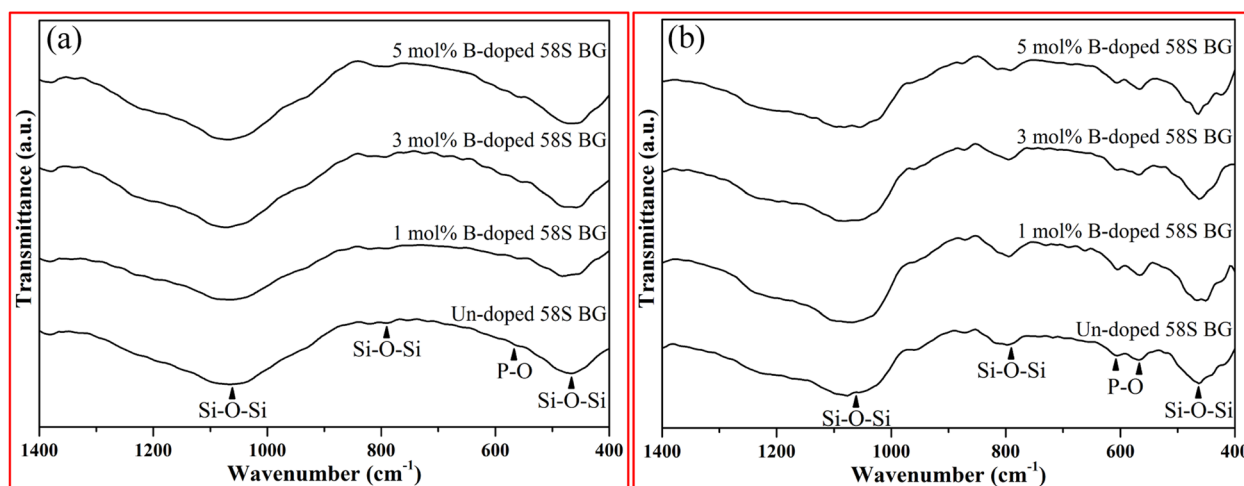 (a)
5 mol% B-doped 58S BG
3 mol% B-doped 58S BG
1 mol% B-doped 58S BG
Un-doped 58S BG
Si-O-Si
P-O
Si-O-Si
Si-O-Si
Transmittance (a.u.)
1400 1200 1000 800 600 400
Wavenumber (cm⁻¹)
(b)
5 mol% B-doped 58S BG
3 mol% B-doped 58S BG
1 mol% B-doped 58S BG
Un-doped 58S BG
Si-O-Si
P-O
Si-O-Si
Si-O-Si
Transmittance (a.u.)
1400 1200 1000 800 600 400
Wavenumber (cm⁻¹)